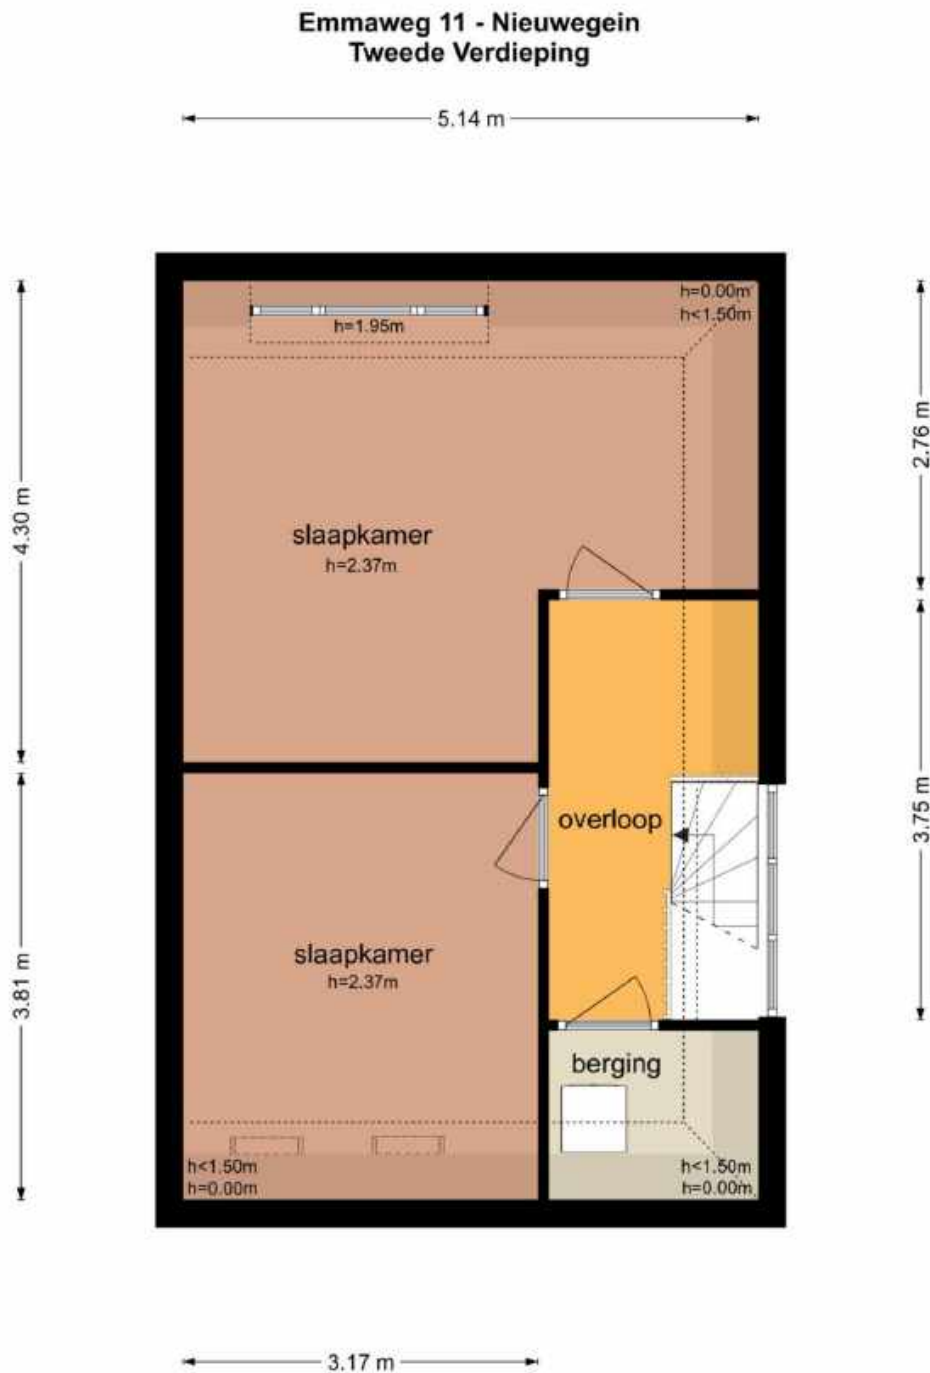 Emmaweg 11 - Nieuwegein
Tweede Verdieping
5.14 m
h=0.00m
h<1.50m
h=1.95m
4.30 m
2.76 m
slaapkamer
h=2.37m
overloop
3.75 m
slaapkamer
h=2.37m
3.81 m
berging
h<1.50m
h=0.00m
h<1.50m
h=0.00m
3.17 m